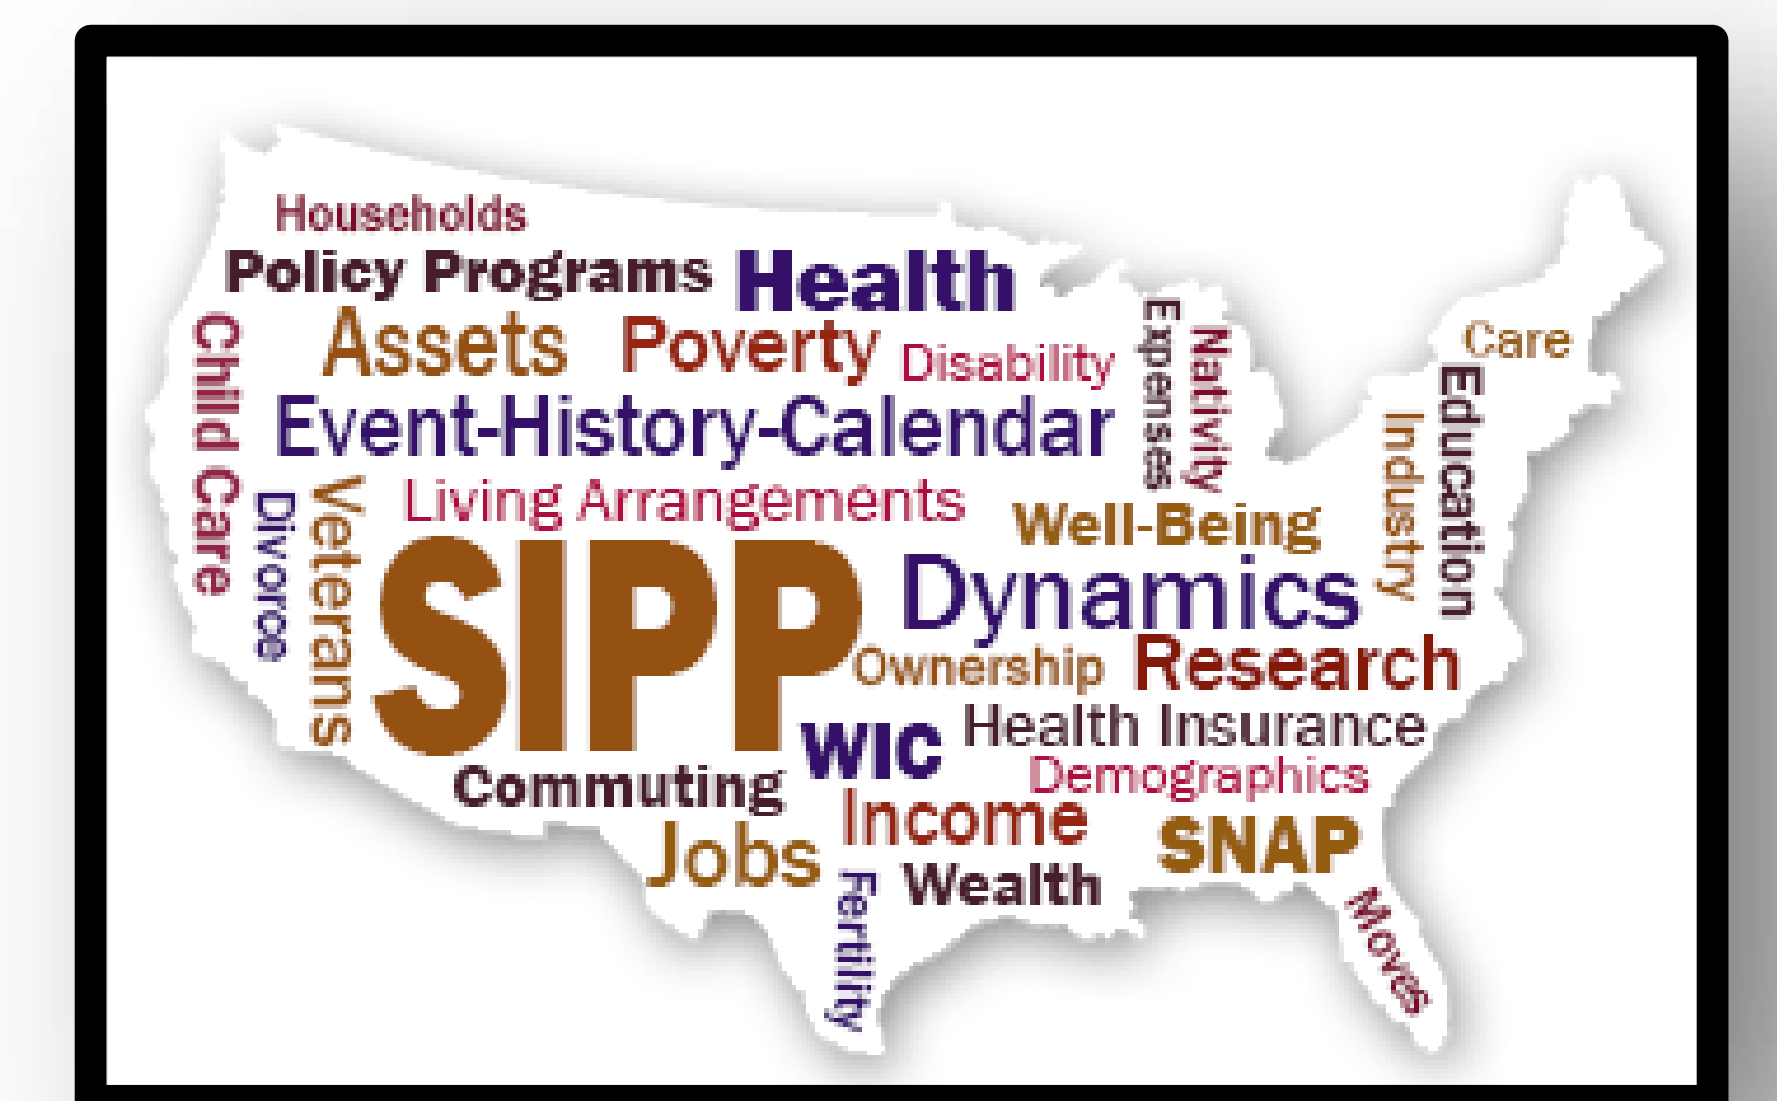 Households
Policy Programs
Health
Child Care
Assets
Poverty
Disability
Expenses
Nativity
Care
Education
Industry
Event-History-Calendar
Divorce
Veterans
Living Arrangements
Well-Being
SIPP
Dynamics
Ownership
Research
WIC
Health Insurance
Commuting
Demographics
Income
Jobs
SNAP
Fertility
Wealth
Moves